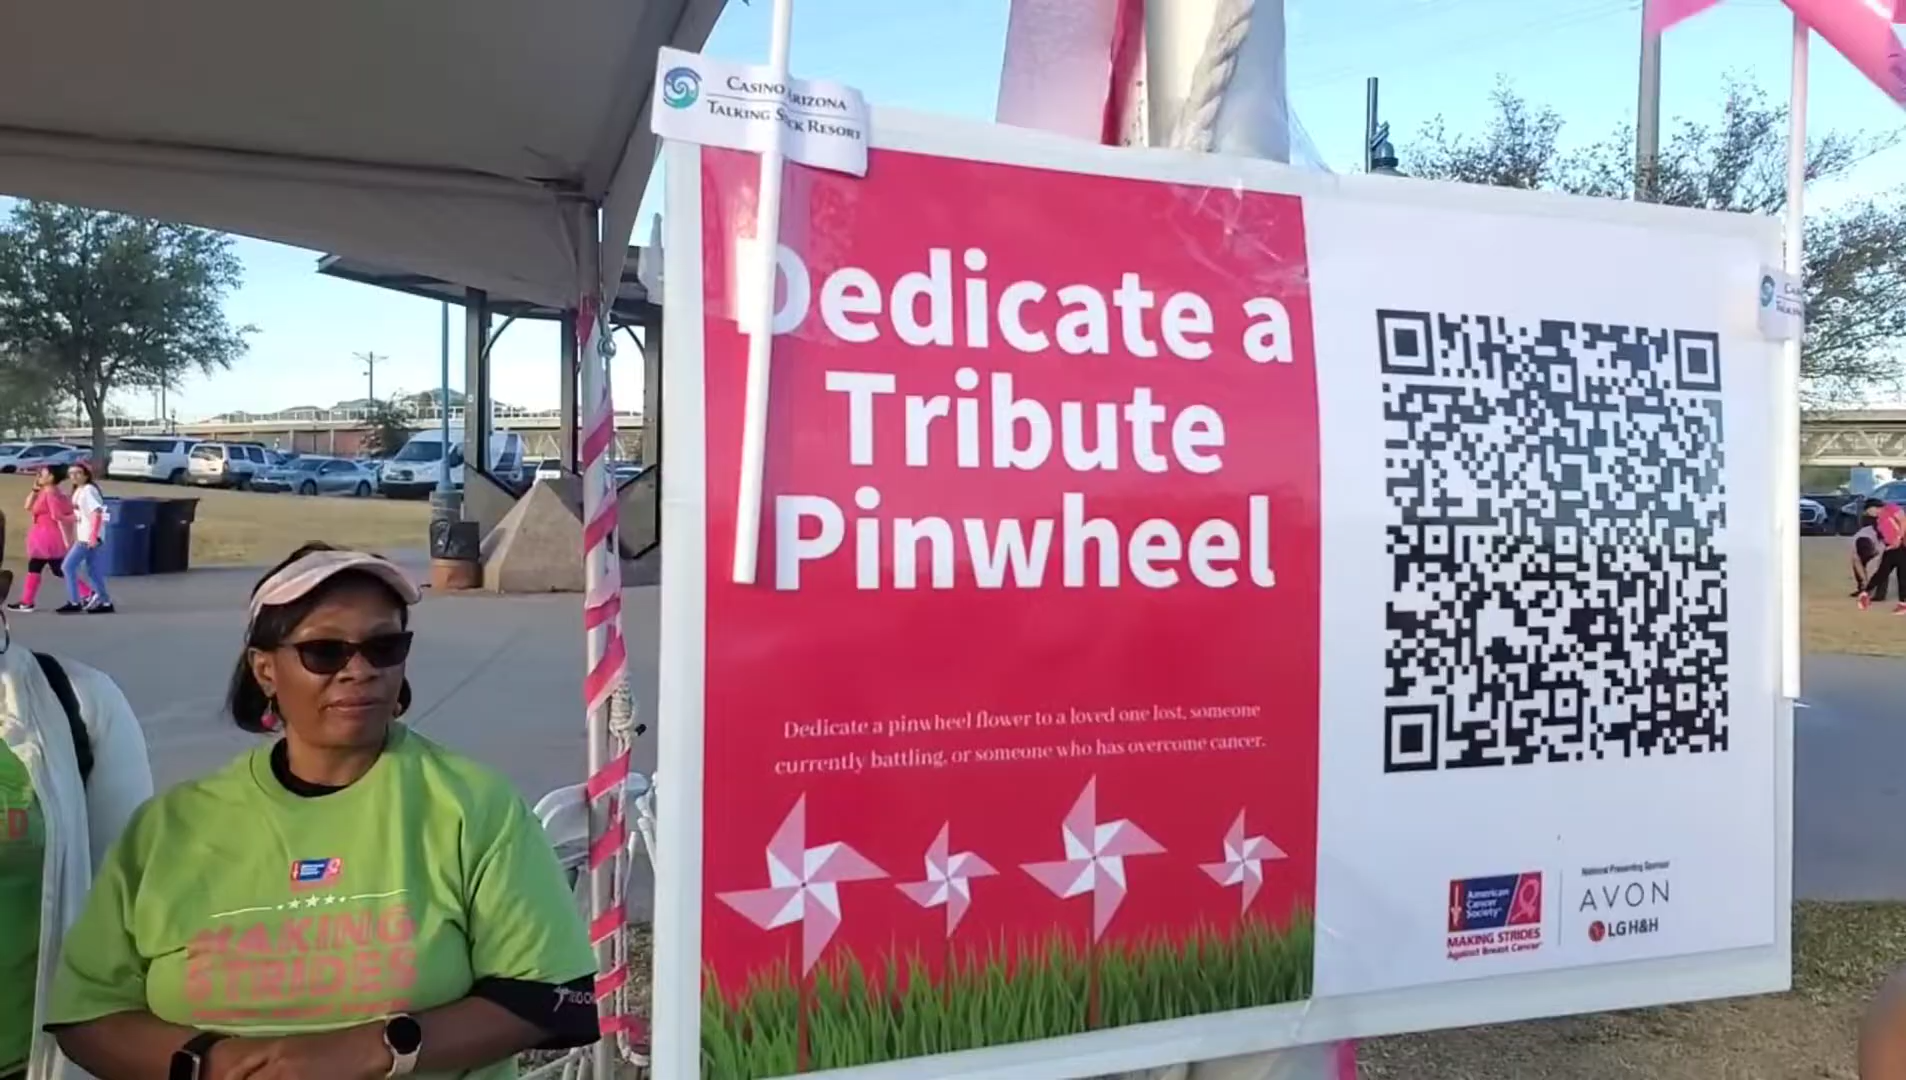 CASINO ARIZONA
TALKING STICK RESORT
Dedicate a
Tribute
Pinwheel
Dedicate a pinwheel flower to a loved one lost, someone
currently battling, or someone who has overcome cancer.
American
Cancer
Society
MAKING STRIDES
Against Breast Cancer
National Presenting Sponsor
AVON
LG H&H
MAKING
STRIDES